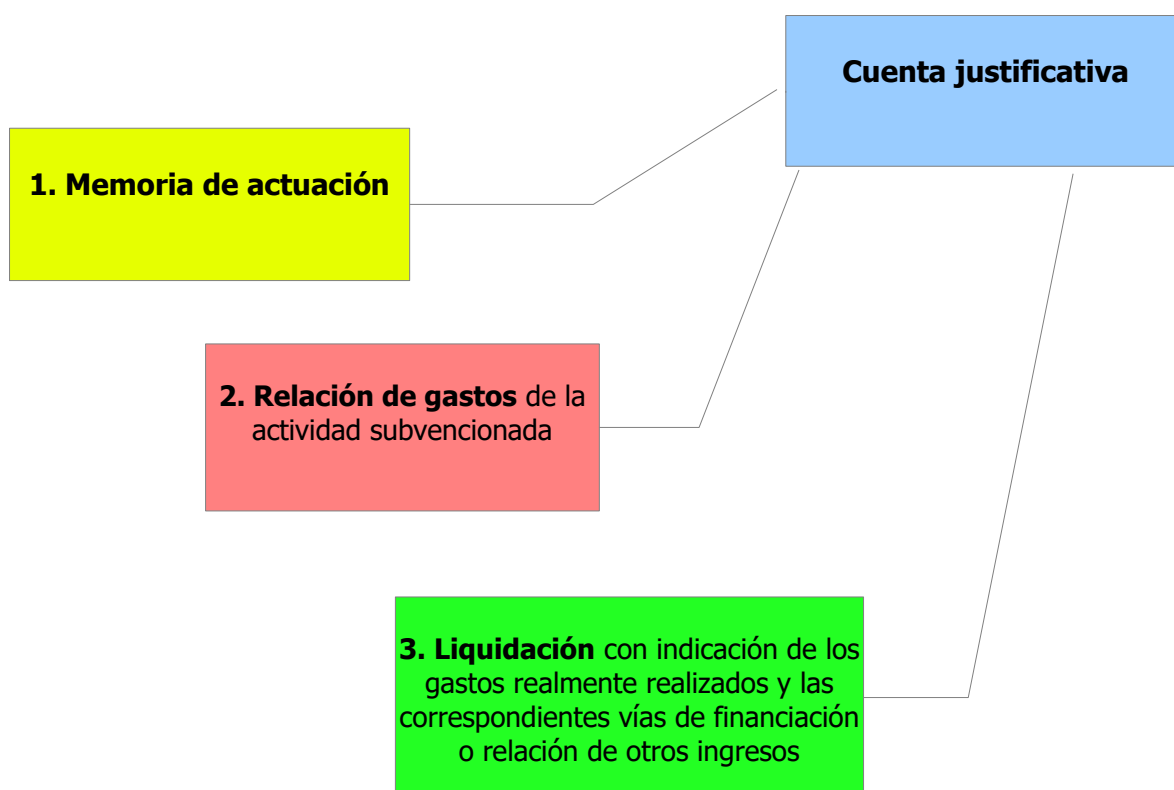 Cuenta justificativa
1. Memoria de actuación
2. Relación de gastos de la
actividad subvencionada
3. Liquidación con indicación de los
gastos realmente realizados y las
correspondientes vías de financiación
o relación de otros ingresos